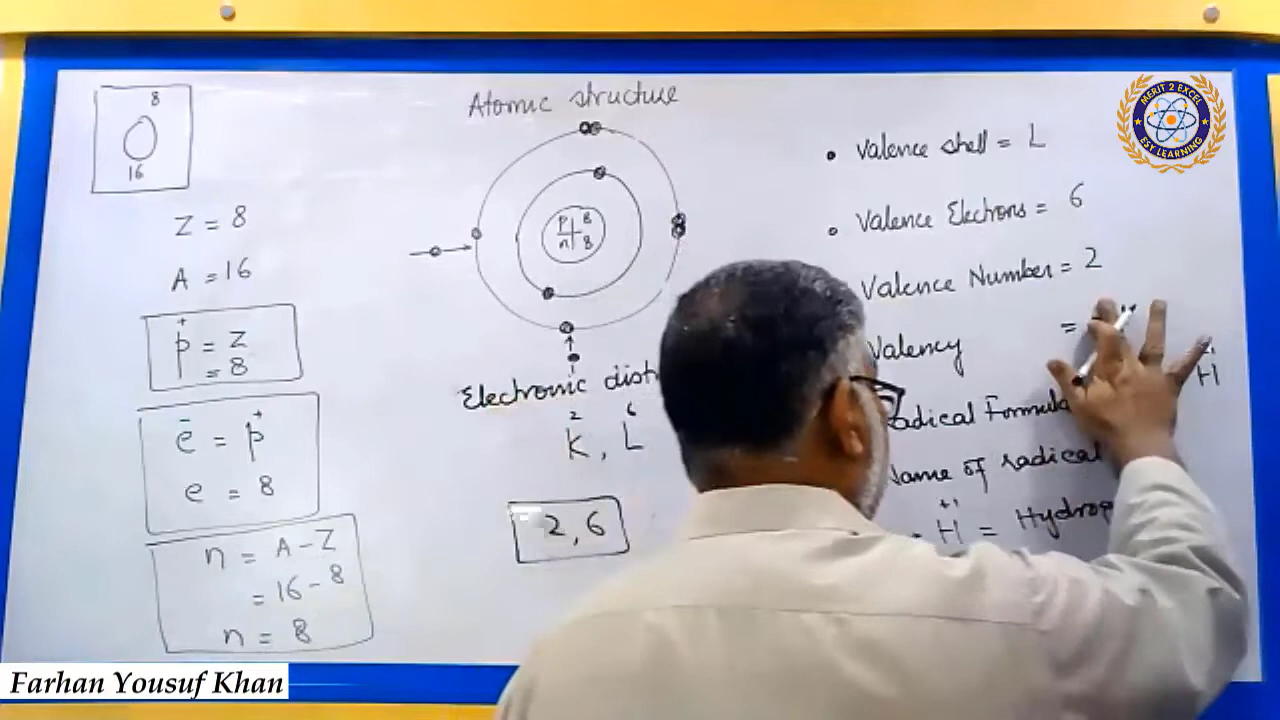 8
O
16
Z = 8
A = 16
p⁺ = Z
= 8
e⁻ = p⁺
e = 8
n = A - Z
= 16 - 8
n = 8
Atomic structure
p 8
n 8
Electronic
2 6
K, L
2, 6
• Valence shell = L
• Valence Electrons = 6
Valence Number = 2
Valency =
H
Radical Formula
Name of radical
+1
H =
MERIT 2 EXCEL
ESY LEARNING
Farhan Yousuf Khan